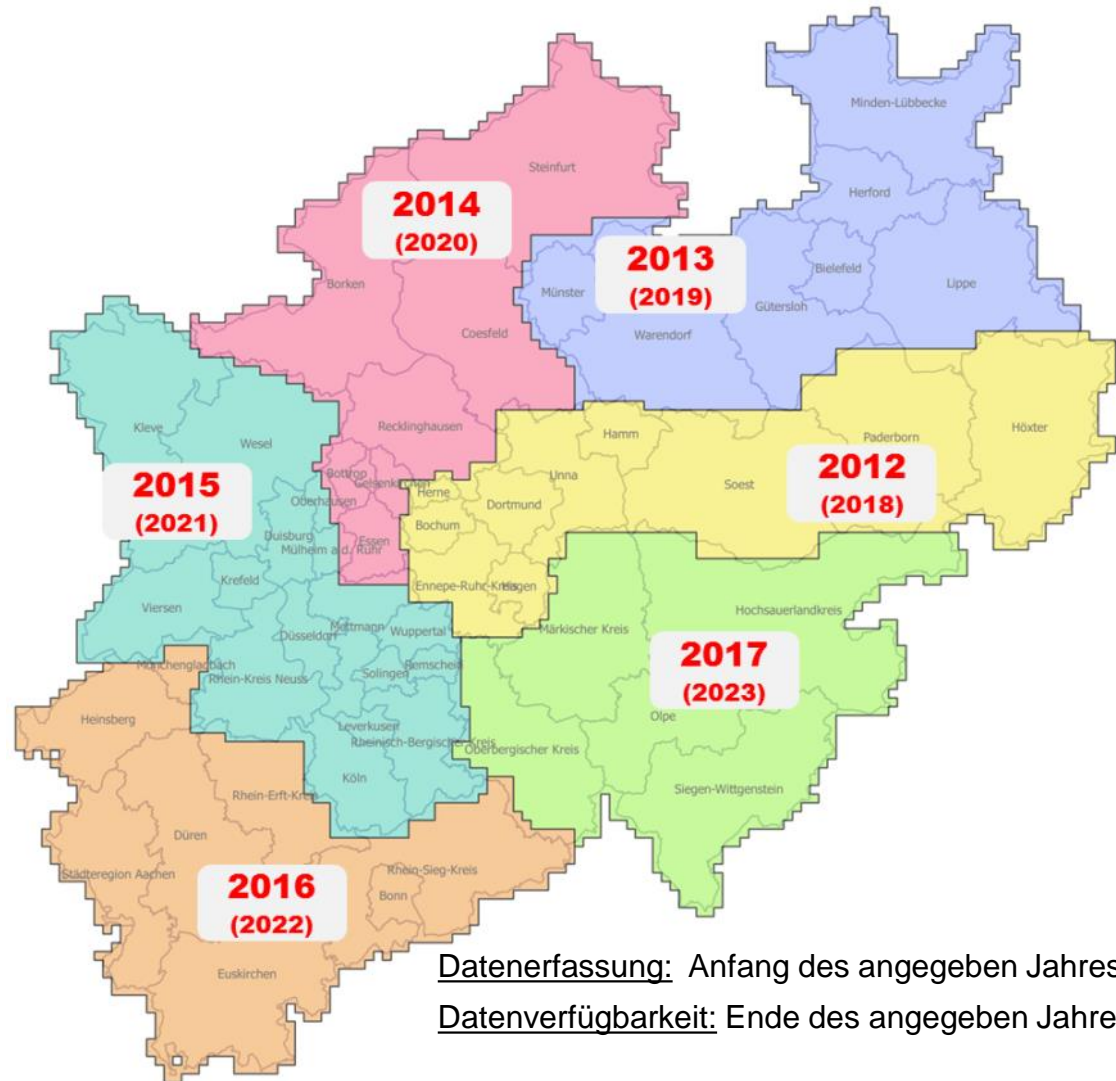 Minden-Lübbecke
Steinfurt
Herford
2014
(2020)
2013
(2019)
Bielefeld
Lippe
Borken
Münster
Gütersloh
Coesfeld
Warendorf
Kleve
Wesel
Recklinghausen
Hamm
Paderborn
Höxter
2015
(2021)
Bottrop
Gelsenkirchen
Oberhausen
Herne
Unna
Dortmund
Soest
2012
(2018)
Bochum
Duisburg
Essen
Mülheim a.d. Ruhr
Krefeld
Ennepe-Ruhr-Kreis
Hagen
Viersen
Düsseldorf
Mettmann
Wuppertal
Märkischer Kreis
Hochsauerlandkreis
Mönchengladbach
Rhein-Kreis Neuss
Solingen
Remscheid
2017
(2023)
Heinsberg
Leverkusen
Rheinisch-Bergischer Kreis
Oberbergischer Kreis
Olpe
Köln
Rhein-Erft-Kreis
Siegen-Wittgenstein
Düren
Städteregion Aachen
2016
(2022)
Rhein-Sieg-Kreis
Bonn
Euskirchen
Datenerfassung: Anfang des angegeben Jahres
Datenverfügbarkeit: Ende des angegeben Jahre